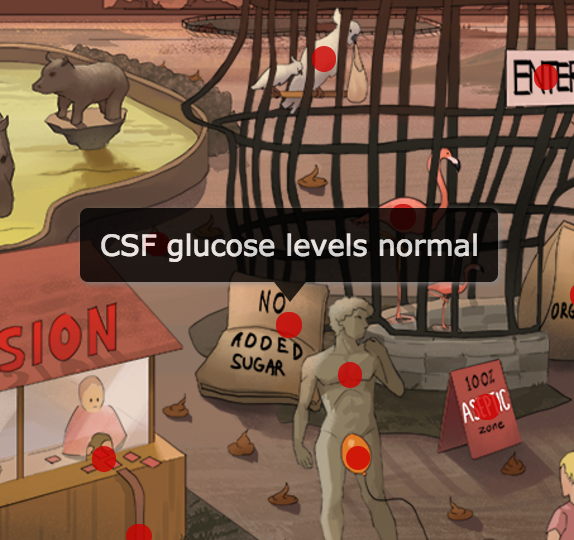 ENTER
CSF glucose levels normal
SION
NO
ADDED
SUGAR
100%
ASEPTIC
zone
ORG